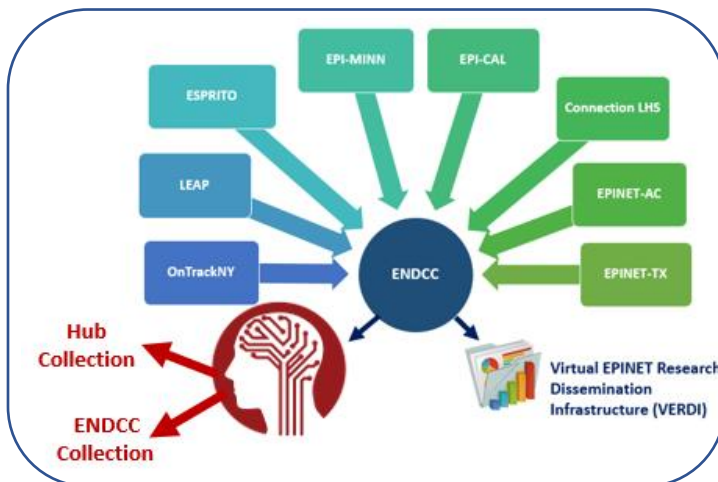 EPI-MINN
EPI-CAL
ESPRITO
Connection LHS
LEAP
EPINET-AC
OnTrackNY
ENDCC
EPINET-TX
Hub
Collection
ENDCC
Collection
Virtual EPINET Research
Dissemination
Infrastructure (VERDI)